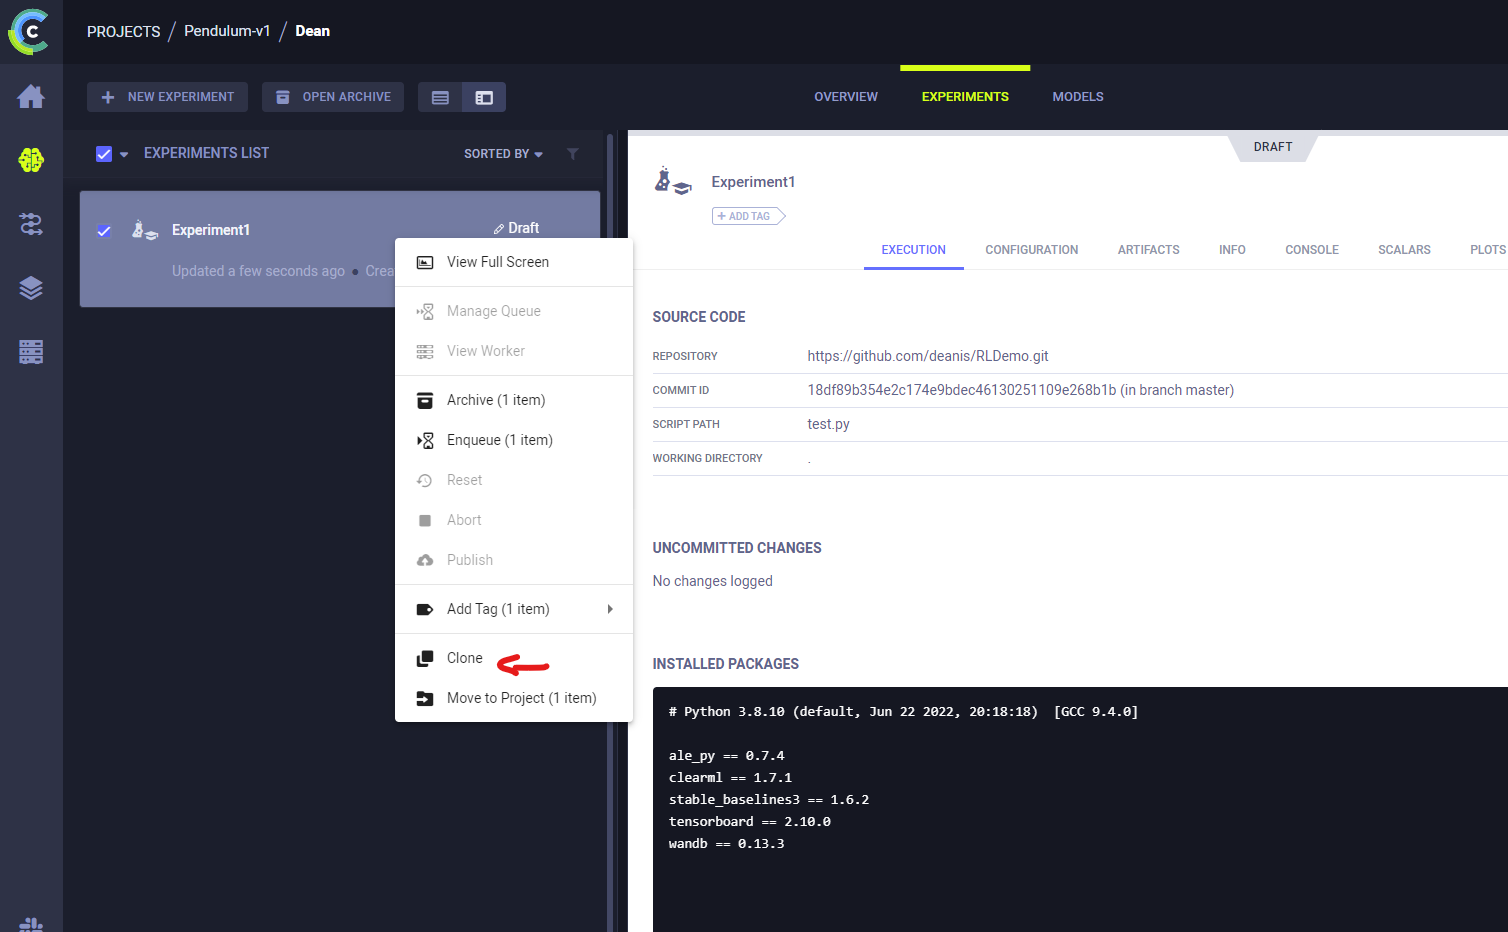 PROJECTS / Pendulum-v1 / Dean
NEW EXPERIMENT
OPEN ARCHIVE
OVERVIEW
EXPERIMENTS
MODELS
EXPERIMENTS LIST
SORTED BY
Experiment1
Draft
Updated a few seconds ago • Crea
View Full Screen
Manage Queue
View Worker
Archive (1 item)
Enqueue (1 item)
Reset
Abort
Publish
Add Tag (1 item)
Clone
Move to Project (1 item)
DRAFT
Experiment1
+ ADD TAG
EXECUTION
CONFIGURATION
ARTIFACTS
INFO
CONSOLE
SCALARS
PLOTS
SOURCE CODE
REPOSITORY https://github.com/deanis/RLDemo.git
COMMIT ID 18df89b354e2c174e9bdec46130251109e268b1b (in branch master)
SCRIPT PATH test.py
WORKING DIRECTORY .
UNCOMMITTED CHANGES
No changes logged
INSTALLED PACKAGES
# Python 3.8.10 (default, Jun 22 2022, 20:18:18)  [GCC 9.4.0]
ale_py == 0.7.4
clearml == 1.7.1
stable_baselines3 == 1.6.2
tensorboard == 2.10.0
wandb == 0.13.3